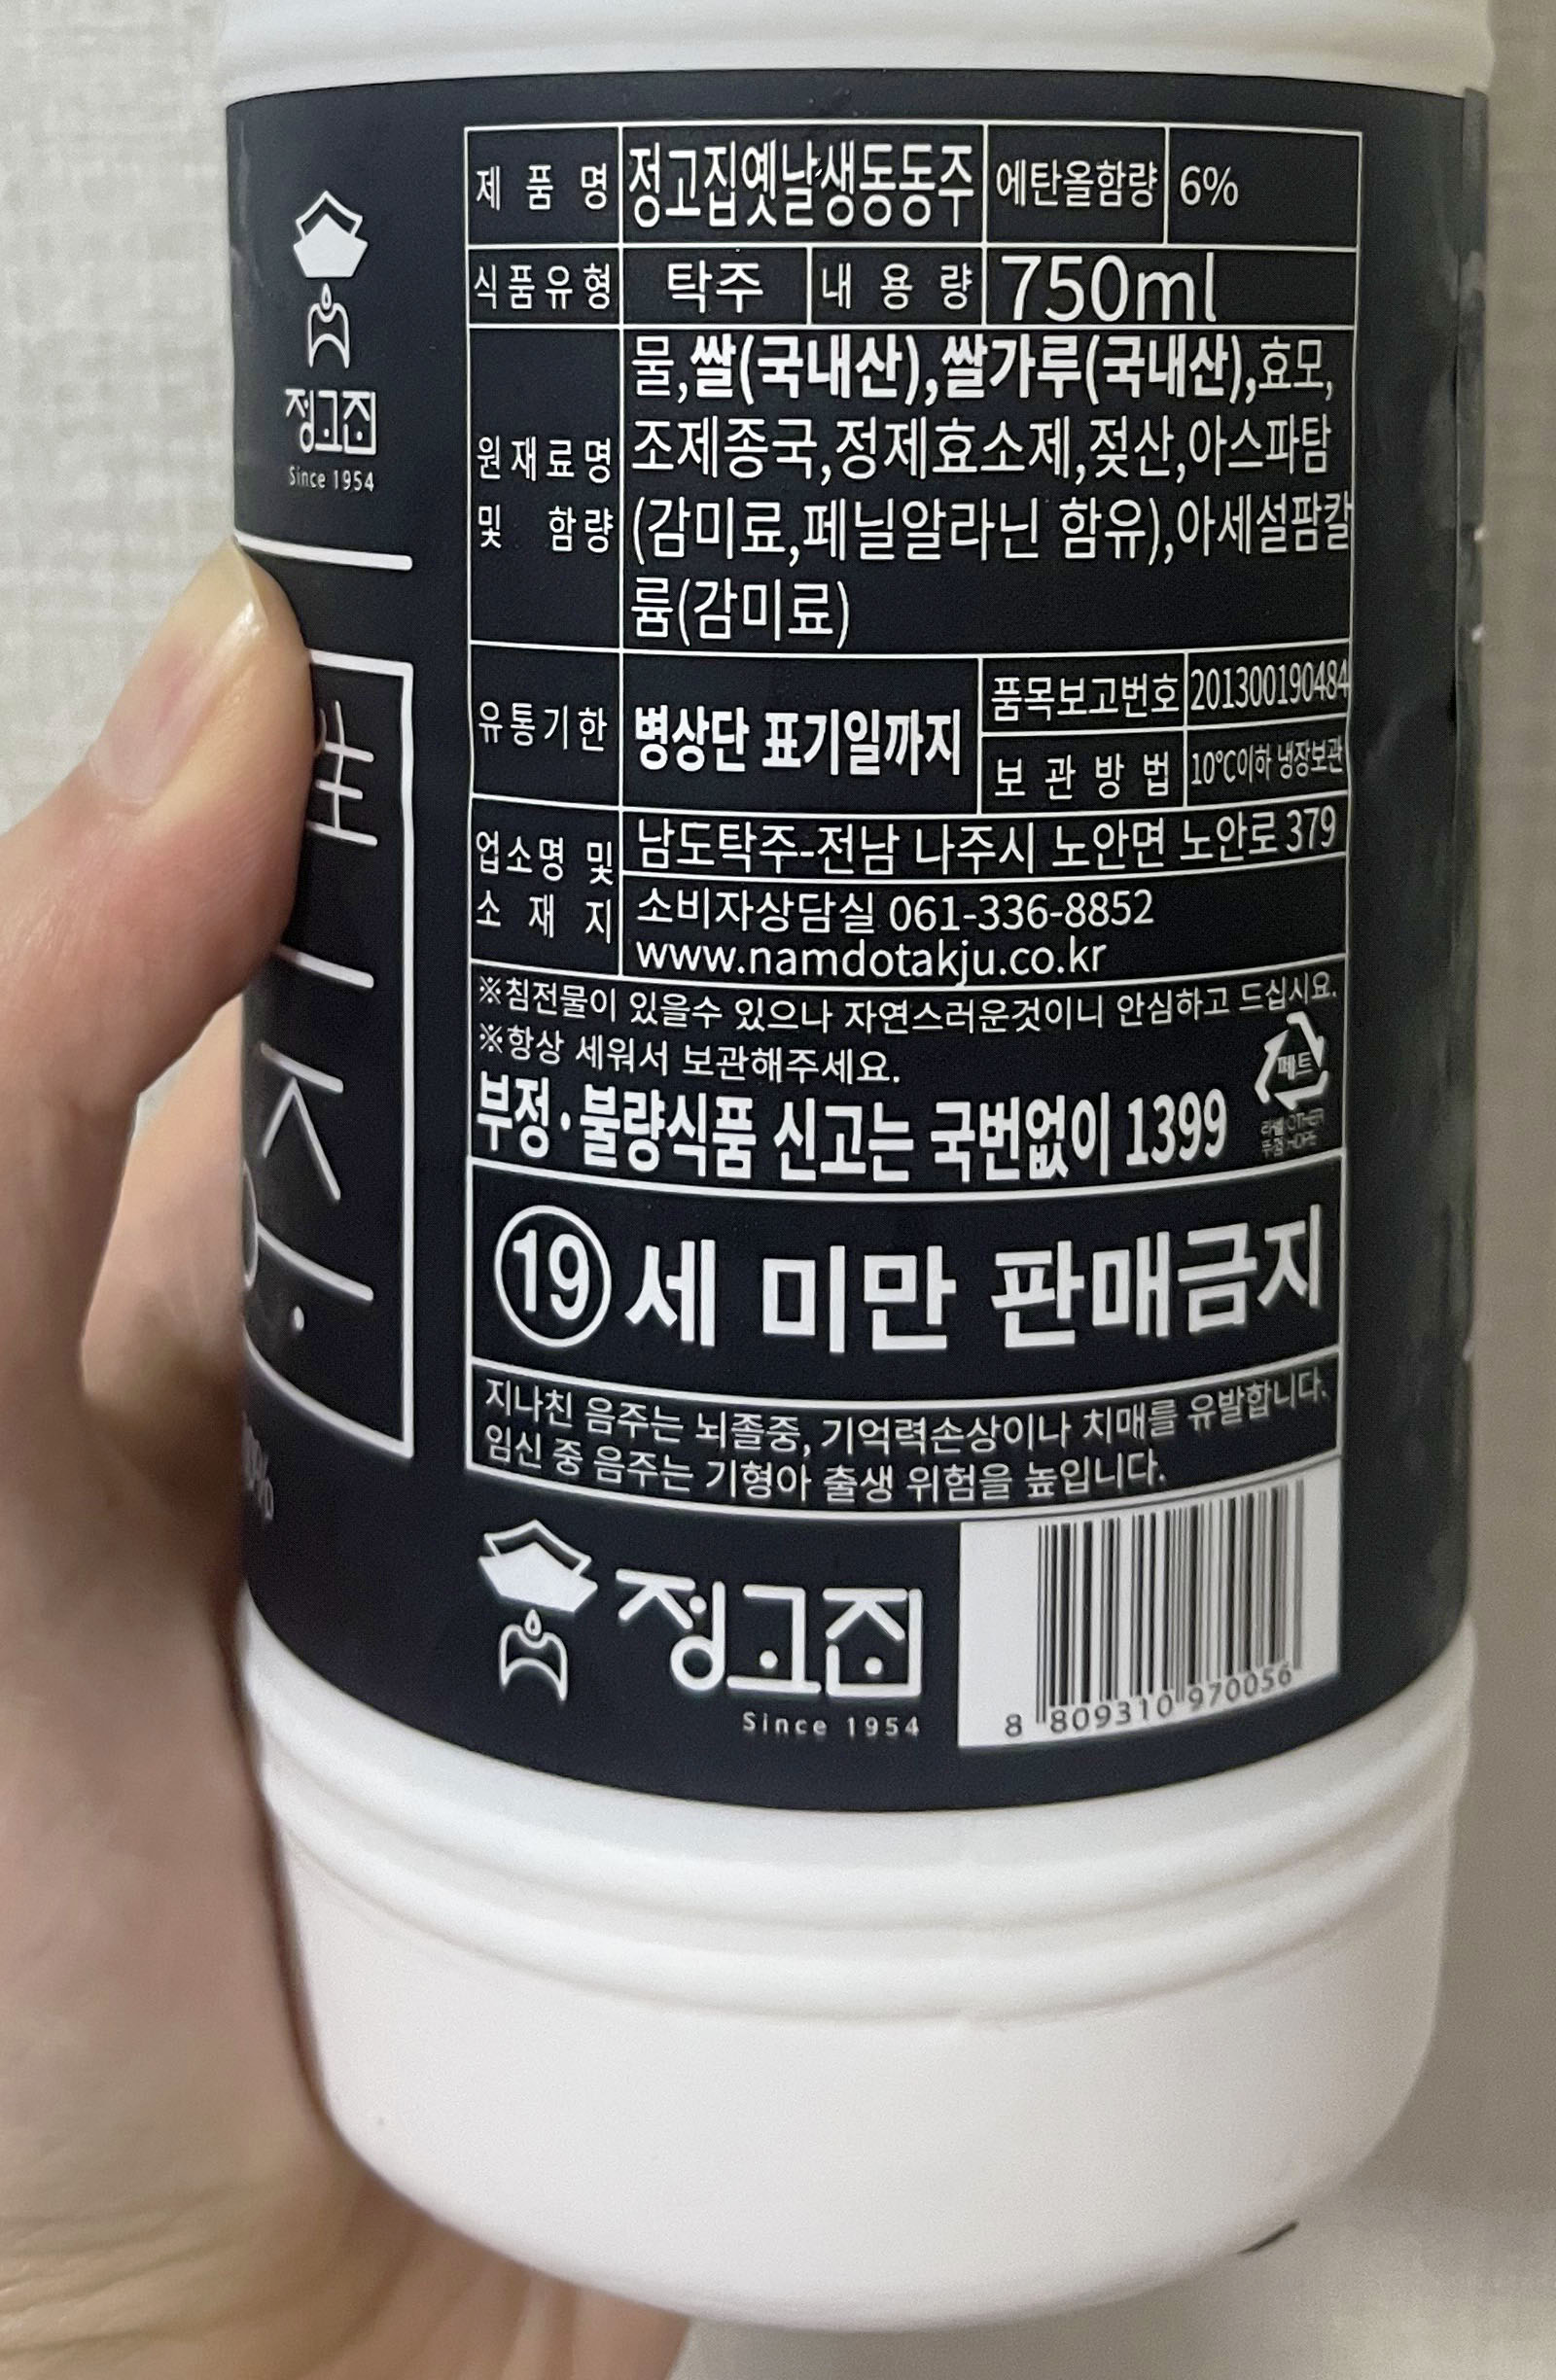 정고집
Since 1954
제품명 정고집옛날생동동주 에탄올함량 6%
식품유형 탁주 내용량 750ml
원재료명 및 함량
물,쌀(국내산),쌀가루(국내산),효모,
조제종국,정제효소제,젖산,아스파탐
(감미료,페닐알라닌 함유),아세설팜칼
륨(감미료)
유통기한 병상단 표기일까지
품목보고번호 201300190484
보관방법 10℃이하 냉장보관
업소명 및 소재지
남도탁주-전남 나주시 노안면 노안로 379
소비자상담실 061-336-8852
www.namdotakju.co.kr
※침전물이 있을수 있으나 자연스러운것이니 안심하고 드십시요.
※항상 세워서 보관해주세요.
부정·불량식품 신고는 국번없이 1399
페트
라벨 OTHER
뚜껑 HDPE
19세 미만 판매금지
지나친 음주는 뇌졸중, 기억력손상이나 치매를 유발합니다.
임신 중 음주는 기형아 출생 위험을 높입니다.
정고집
Since 1954
8 809310 970056